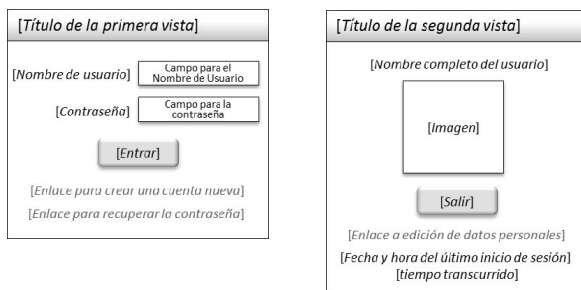 [Título de la primera vista]
[Nombre de usuario]
Campo para el
Nombre de Usuario
[Contraseña]
Campo para la
contraseña
[Entrar]
[Enlace para crear una cuenta nueva]
[Enlace para recuperar la contraseña]
[Título de la segunda vista]
[Nombre completo del usuario]
[Imagen]
[Salir]
[Enlace a edición de datos personales]
[Fecha y hora del último inicio de sesión]
[tiempo transcurrido]